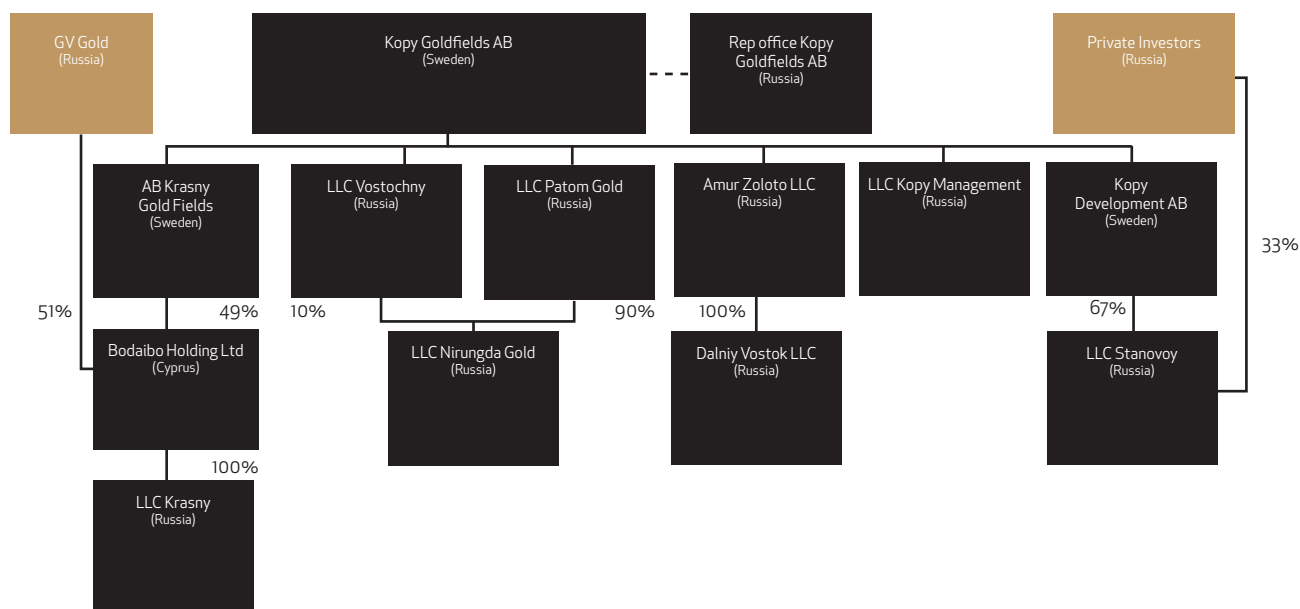 GV Gold
(Russia)
Kopy Goldfields AB
(Sweden)
Rep office Kopy
Goldfields AB
(Russia)
Private Investors
(Russia)
AB Krasny
Gold Fields
(Sweden)
LLC Vostochny
(Russia)
LLC Patom Gold
(Russia)
Amur Zoloto LLC
(Russia)
LLC Kopy Management
(Russia)
Kopy
Development AB
(Sweden)
33%
51%
49%
10%
90%
100%
67%
Bodaibo Holding Ltd
(Cyprus)
LLC Nirungda Gold
(Russia)
Dalniy Vostok LLC
(Russia)
LLC Stanovoy
(Russia)
100%
LLC Krasny
(Russia)